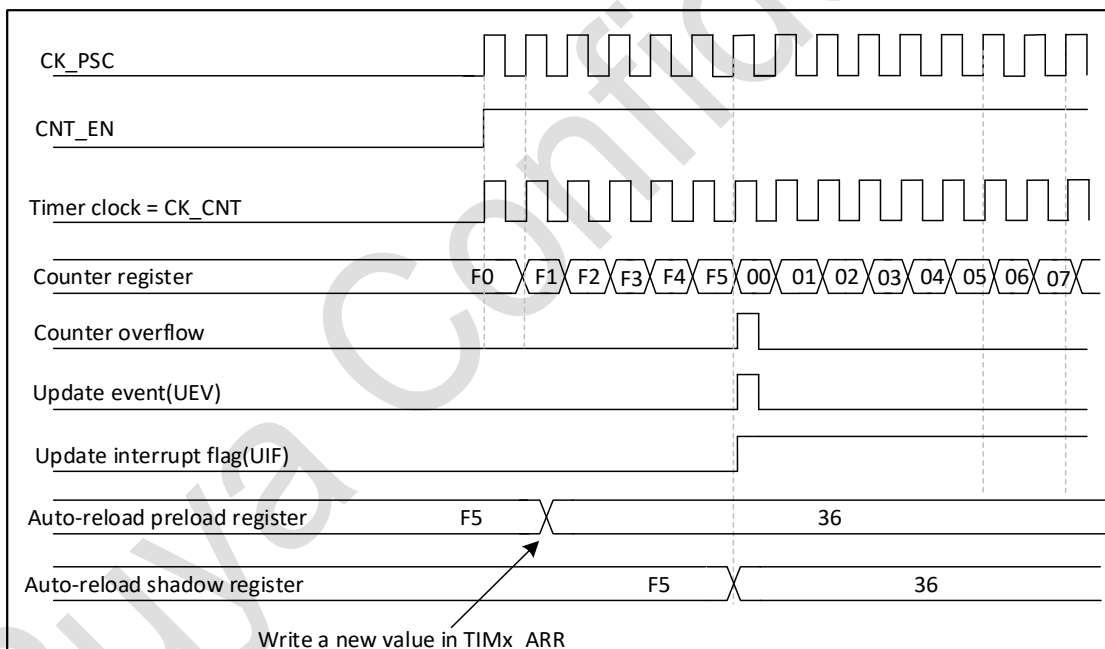 CK_PSC
CNT_EN
Timer clock = CK_CNT
Counter register F0 F1 F2 F3 F4 F5 00 01 02 03 04 05 06 07
Counter overflow
Update event(UEV)
Update interrupt flag(UIF)
Auto-reload preload register F5 36
Auto-reload shadow register F5 36
Write a new value in TIMx_ARR